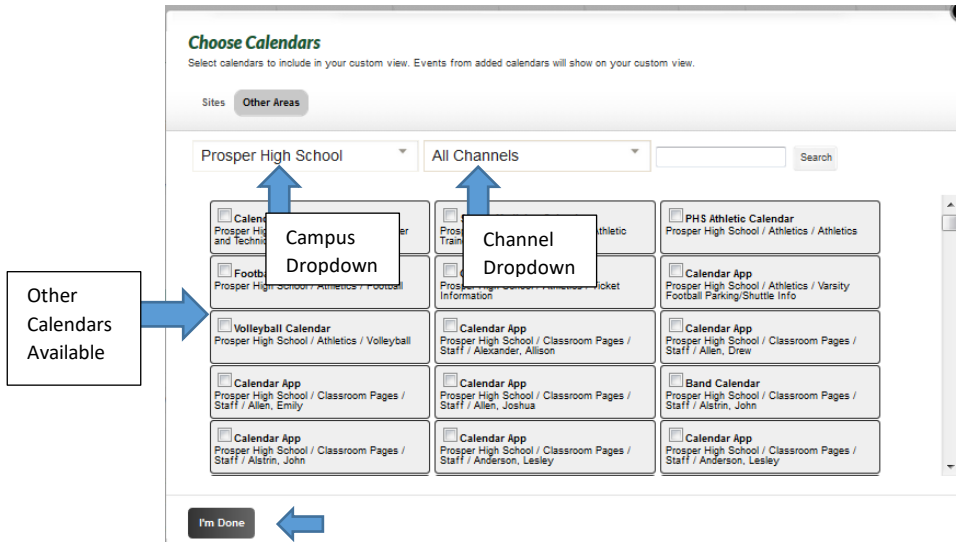 Choose Calendars
Select calendars to include in your custom view. Events from added calendars will show on your custom view.
Sites Other Areas
Prosper High School All Channels Search
Campus
Dropdown
Channel
Dropdown
Other
Calendars
Available
PHS Athletic Calendar
Prosper High School / Athletics / Athletics
Prosper High School / Athletics / Football
Information
Calendar App
Prosper High School / Athletics / Varsity
Football Parking/Shuttle Info
Volleyball Calendar
Prosper High School / Athletics / Volleyball
Calendar App
Prosper High School / Classroom Pages /
Staff / Alexander, Allison
Calendar App
Prosper High School / Classroom Pages /
Staff / Allen, Drew
Calendar App
Prosper High School / Classroom Pages /
Staff / Allen, Emily
Calendar App
Prosper High School / Classroom Pages /
Staff / Allen, Joshua
Band Calendar
Prosper High School / Classroom Pages /
Staff / Alstrin, John
Calendar App
Prosper High School / Classroom Pages /
Staff / Alstrin, John
Calendar App
Prosper High School / Classroom Pages /
Staff / Anderson, Lesley
Calendar App
Prosper High School / Classroom Pages /
Staff / Anderson, Lesley
I'm Done